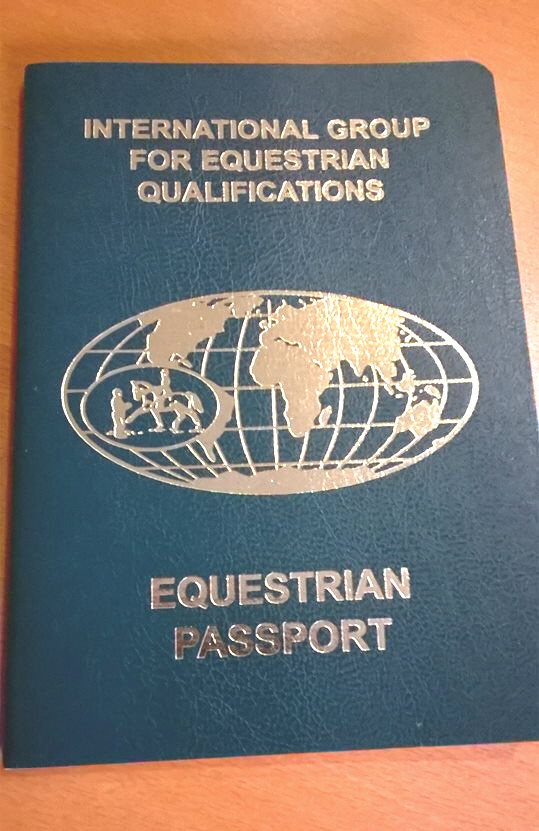 INTERNATIONAL GROUP
FOR EQUESTRIAN
QUALIFICATIONS
EQUESTRIAN
PASSPORT